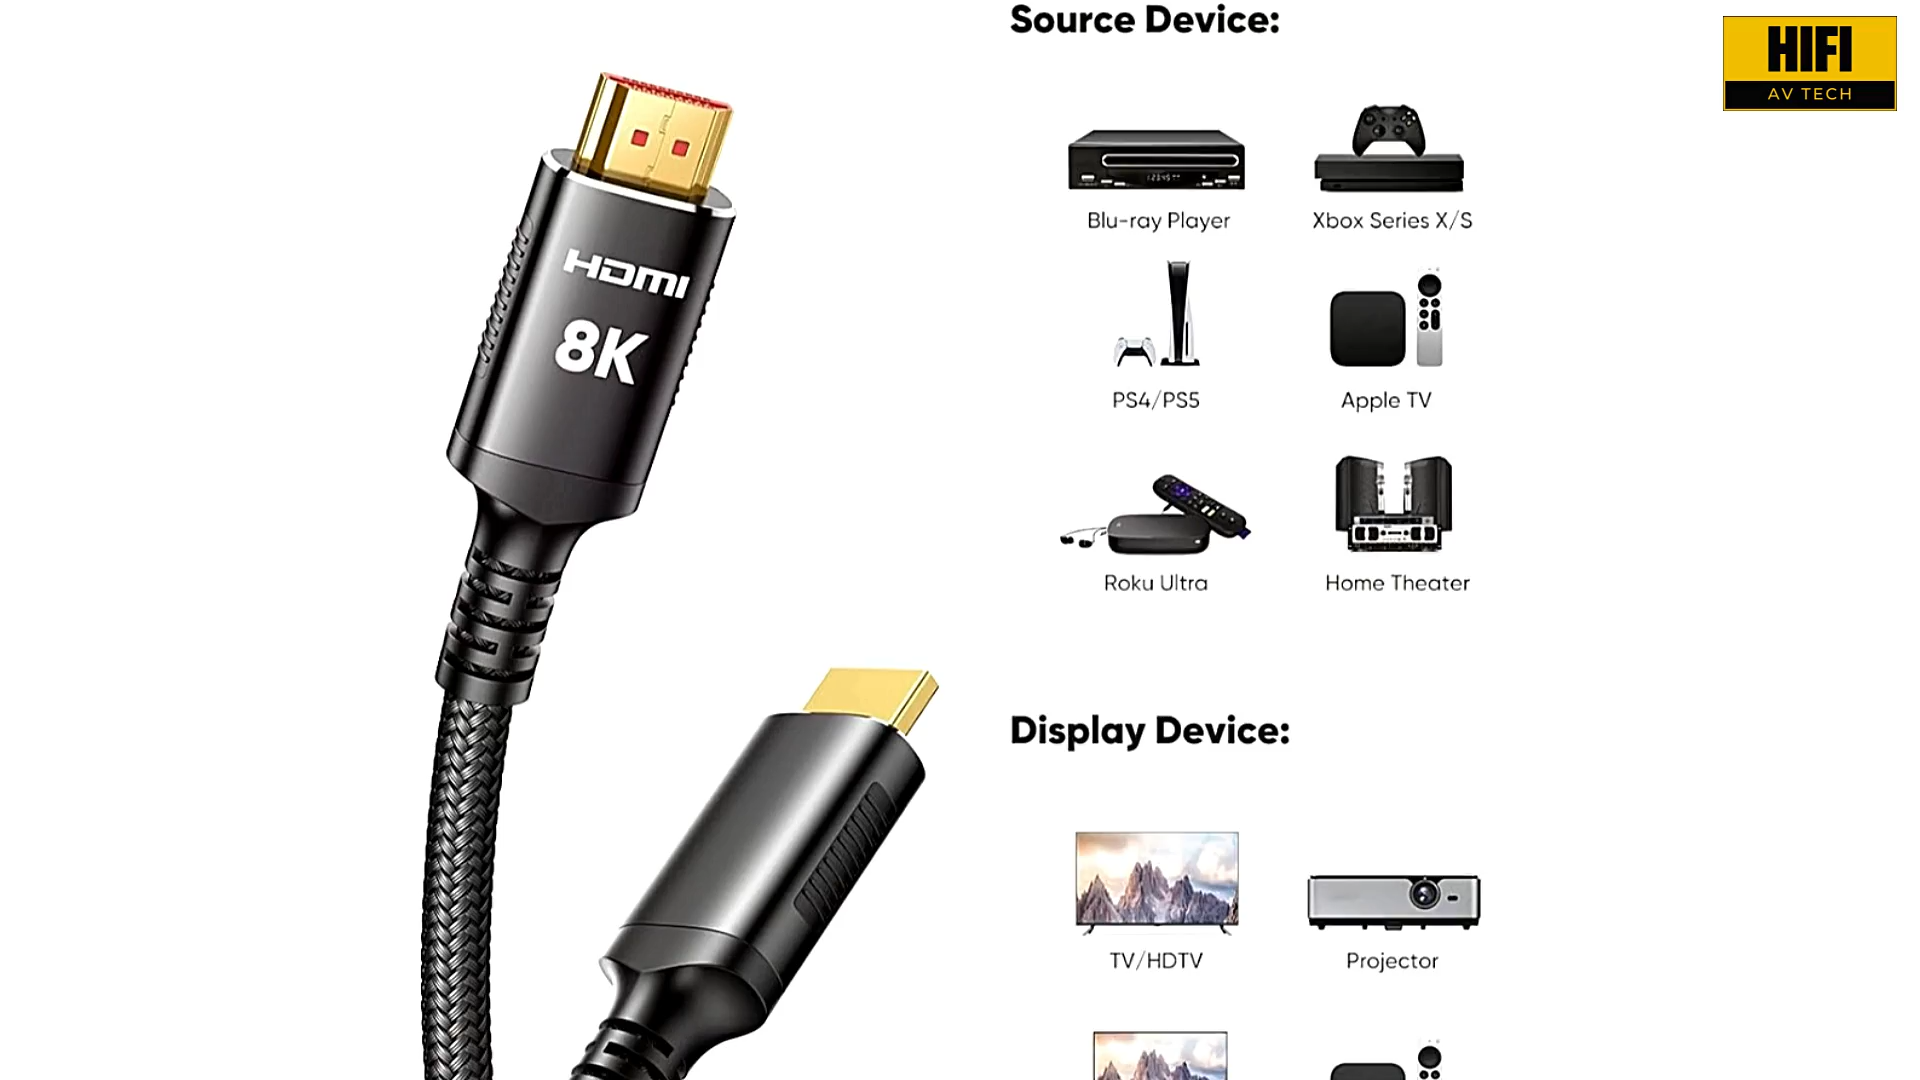 Source Device:
HIFI
AV TECH
HDMI
8K
Blu-ray Player
Xbox Series X/S
PS4/PS5
Apple TV
Roku Ultra
Home Theater
Display Device:
TV/HDTV
Projector